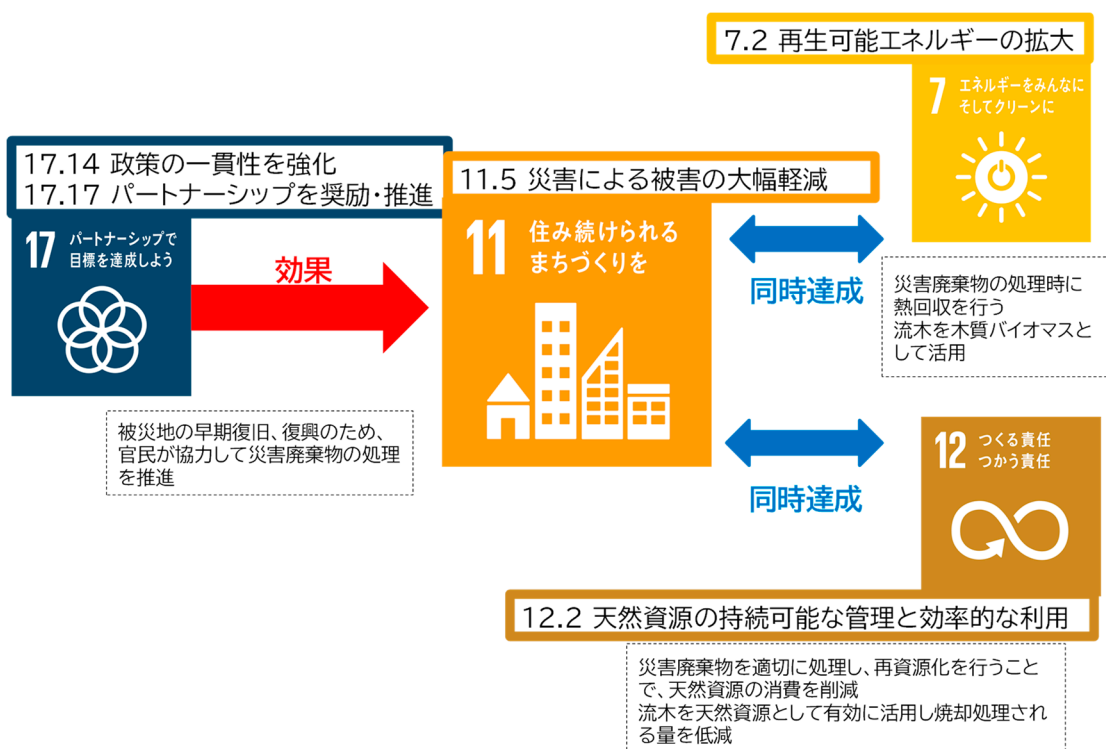 7.2 再生可能エネルギーの拡大
7 エネルギーをみんなに
そしてクリーンに
17.14 政策の一貫性を強化
17.17 パートナーシップを奨励・推進
11.5 災害による被害の大幅軽減
17 パートナーシップで
目標を達成しよう
効果
11 住み続けられる
まちづくりを
同時達成
災害廃棄物の処理時に
熱回収を行う
流木を木質バイオマスと
して活用
被災地の早期復旧、復興のため、
官民が協力して災害廃棄物の処理
を推進
同時達成
12 つくる責任
つかう責任
12.2 天然資源の持続可能な管理と効率的な利用
災害廃棄物を適切に処理し、再資源化を行うこと
で、天然資源の消費を削減
流木を天然資源として有効に活用し焼却処理され
る量を低減